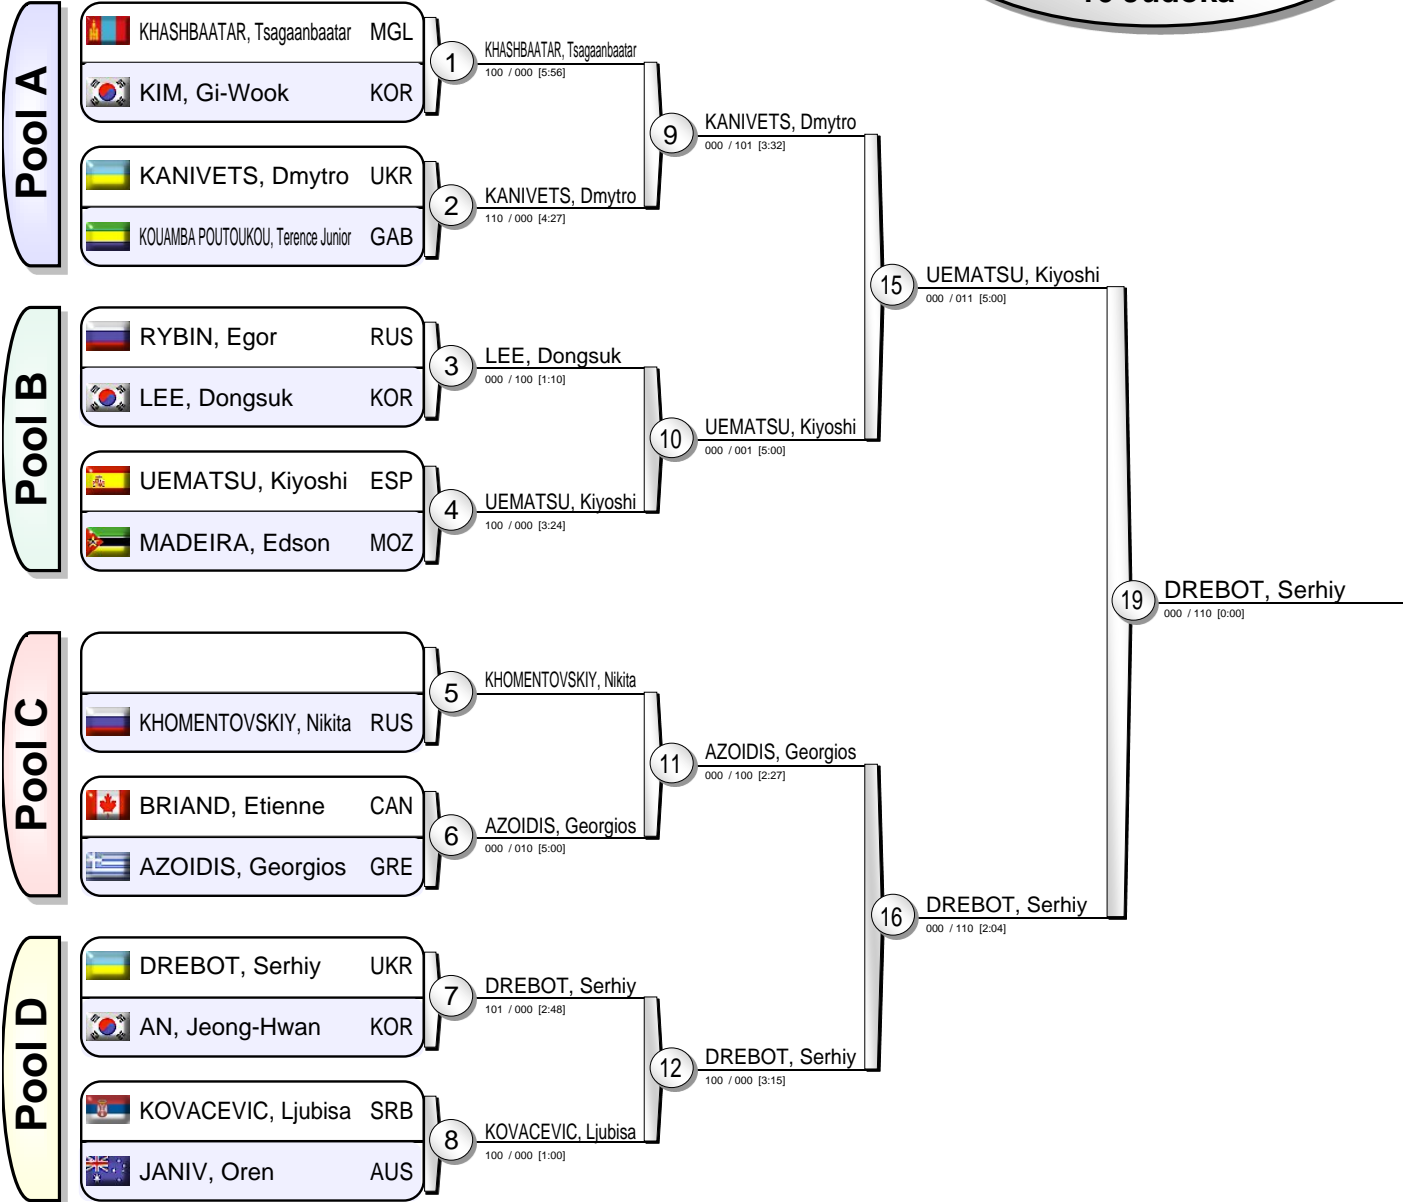 Pool A
KHASHBAATAR, Tsagaanbaatar MGL
KIM, Gi-Wook KOR
KANIVETS, Dmytro UKR
KOUAMBA POUTOUKOU, Terence Junior GAB
1
KHASHBAATAR, Tsagaanbaatar
100 / 000 [5:56]
2
KANIVETS, Dmytro
110 / 000 [4:27]
9
KANIVETS, Dmytro
000 / 101 [3:32]
Pool B
RYBIN, Egor RUS
LEE, Dongsuk KOR
UEMATSU, Kiyoshi ESP
MADEIRA, Edson MOZ
3
LEE, Dongsuk
000 / 100 [1:10]
4
UEMATSU, Kiyoshi
100 / 000 [3:24]
10
UEMATSU, Kiyoshi
000 / 001 [5:00]
15
UEMATSU, Kiyoshi
000 / 011 [5:00]
Pool C
KHOMENTOVSKIY, Nikita RUS
BRIAND, Etienne CAN
AZOIDIS, Georgios GRE
5
KHOMENTOVSKIY, Nikita
6
AZOIDIS, Georgios
000 / 010 [5:00]
11
AZOIDIS, Georgios
000 / 100 [2:27]
Pool D
DREBOT, Serhiy UKR
AN, Jeong-Hwan KOR
KOVACEVIC, Ljubisa SRB
JANIV, Oren AUS
7
DREBOT, Serhiy
101 / 000 [2:48]
8
KOVACEVIC, Ljubisa
100 / 000 [1:00]
12
DREBOT, Serhiy
100 / 000 [3:15]
16
DREBOT, Serhiy
000 / 110 [2:04]
19
DREBOT, Serhiy
000 / 110 [0:00]